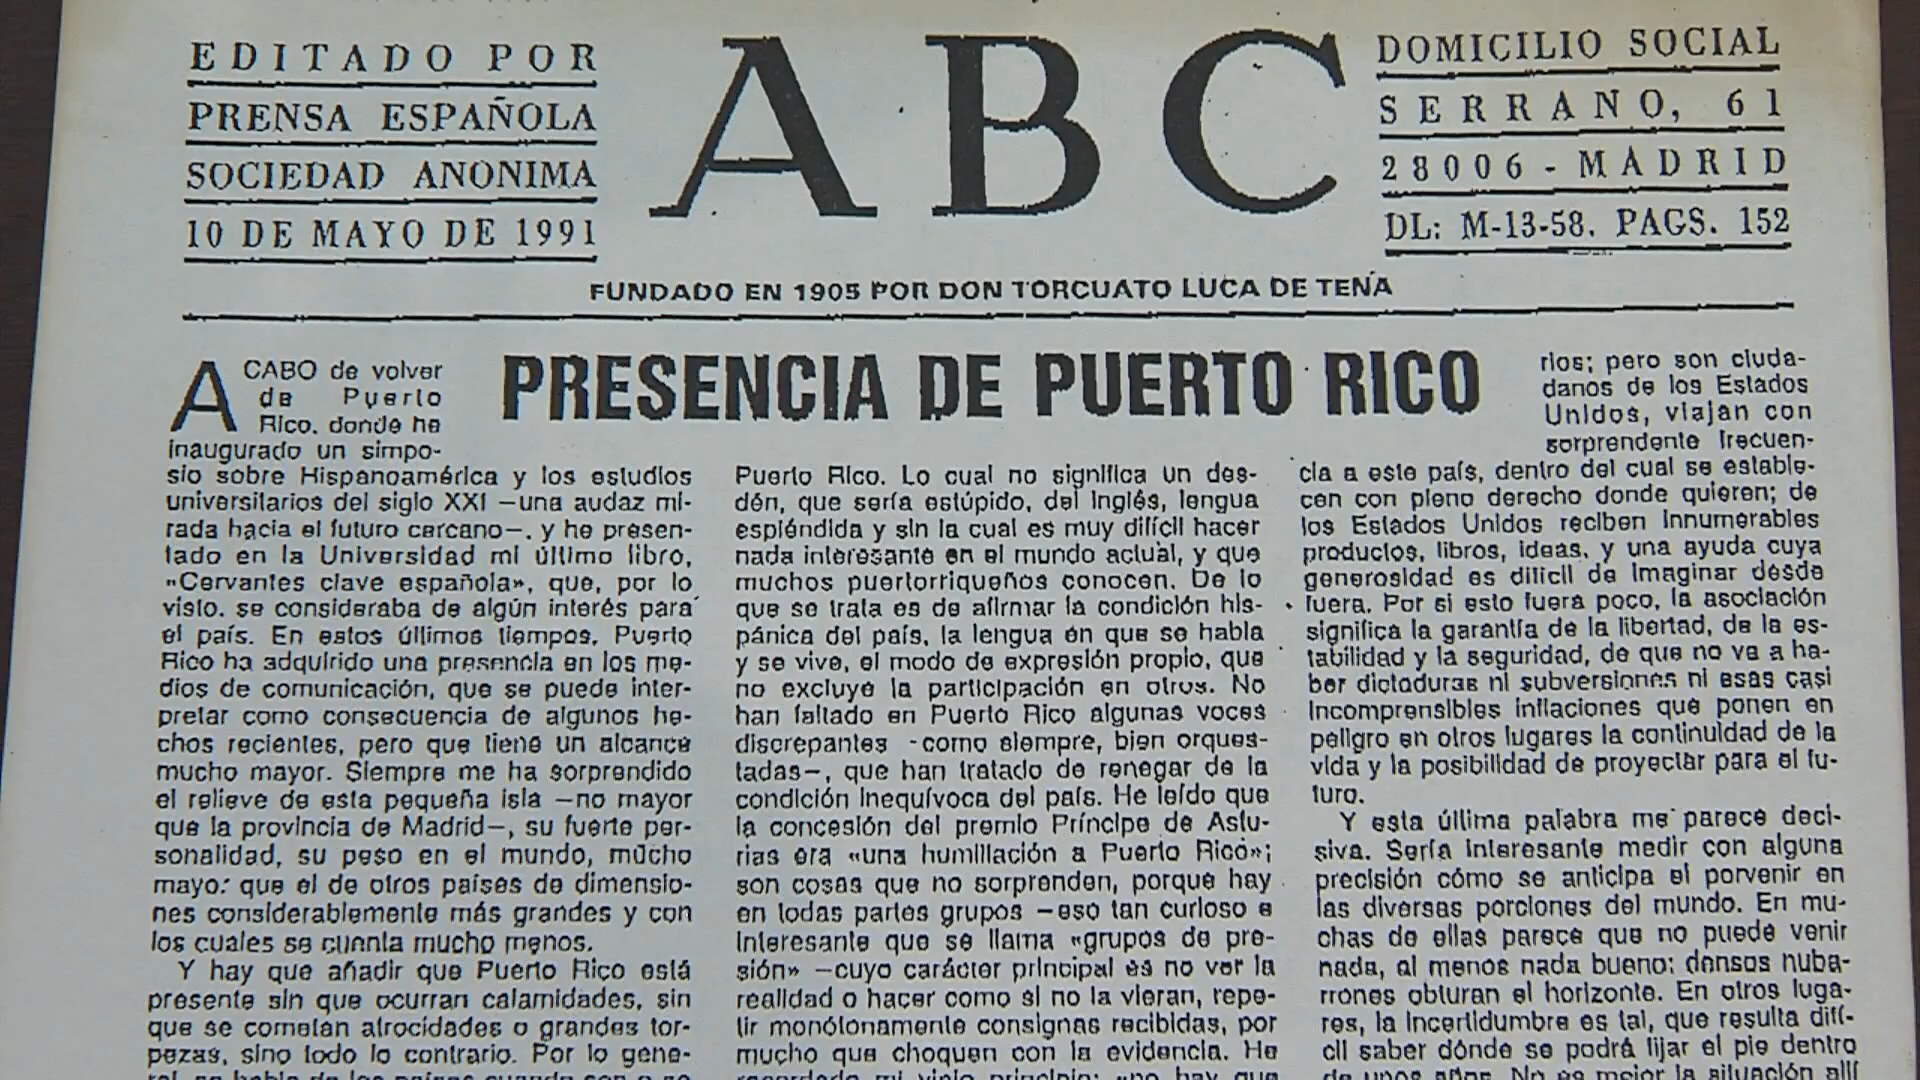 EDITADO POR
PRENSA ESPAÑOLA
SOCIEDAD ANONIMA
10 DE MAYO DE 1991
ABC
DOMICILIO SOCIAL
SERRANO, 61
28006 - MADRID
DL: M-13-58. PAGS. 152
FUNDADO EN 1905 POR DON TORCUATO LUCA DE TENA
PRESENCIA DE PUERTO RICO
ACABO de volver
de Puerto
Rico, donde he
inaugurado un simpo-
sio sobre Hispanoamérica y los estudios
universitarios del siglo XXI —una audaz mi-
rada hacia el futuro cercano—, y he presen-
tado en la Universidad mi último libro,
«Cervantes clave española», que, por lo
visto, se consideraba de algún interés para
el país. En estos últimos tiempos, Puerto
Rico ha adquirido una presencia en los me-
dios de comunicación, que se puede inter-
pretar como consecuencia de algunos he-
chos recientes, pero que tiene un alcance
mucho mayor. Siempre me ha sorprendido
el relieve de esta pequeña isla —no mayor
que la provincia de Madrid—, su fuerte per-
sonalidad, su peso en el mundo, mucho
mayor que el de otros países de dimensio-
nes considerablemente más grandes y con
los cuales se cuenta mucho menos.
Y hay que añadir que Puerto Rico está
presente sin que ocurran calamidades, sin
que se cometan atrocidades o grandes tor-
pezas, sino todo lo contrario. Por lo gene-
ral, se habla de los países cuando son o se
Puerto Rico. Lo cual no significa un des-
dén, que sería estúpido, del inglés, lengua
espléndida y sin la cual es muy difícil hacer
nada interesante en el mundo actual, y que
muchos puertorriqueños conocen. De lo
que se trata es de afirmar la condición his-
pánica del país, la lengua en que se habla
y se vive, el modo de expresión propio, que
no excluye la participación en otros. No
han faltado en Puerto Rico algunas voces
discrepantes -como siempre, bien orques-
tadas—, que han tratado de renegar de la
condición inequívoca del país. He leído que
la concesión del premio Príncipe de Astu-
rias era «una humillación a Puerto Rico»;
son cosas que no sorprenden, porque hay
en todas partes grupos —eso tan curioso e
interesante que se llama «grupos de pre-
sión» —cuyo carácter principal es no ver la
realidad o hacer como si no la vieran, repe-
tir monótonamente consignas recibidas, por
mucho que choquen con la evidencia. He
recordado mi viejo principio: «no hay que
rios; pero son ciuda-
danos de los Estados
Unidos, viajan con
sorprendente frecuen-
cia a este país, dentro del cual se estable-
cen con pleno derecho donde quieren; de
los Estados Unidos reciben innumerables
productos, libros, ideas, y una ayuda cuya
generosidad es difícil de imaginar desde
fuera. Por si esto fuera poco, la asociación
significa la garantía de la libertad, de la es-
tabilidad y la seguridad, de que no va a ha-
ber dictaduras ni subversiones ni esas casi
incomprensibles inflaciones que ponen en
peligro en otros lugares la continuidad de la
vida y la posibilidad de proyectar para el fu-
turo.
Y esta última palabra me parece deci-
siva. Sería interesante medir con alguna
precisión cómo se anticipa el porvenir en
las diversas porciones del mundo. En mu-
chas de ellas parece que no puede venir
nada, al menos nada bueno; densos nuba-
rrones obturan el horizonte. En otros luga-
res, la incertidumbre es tal, que resulta difí-
cil saber dónde se podrá fijar el pie dentro
de unos años. No es mejor la situación allí